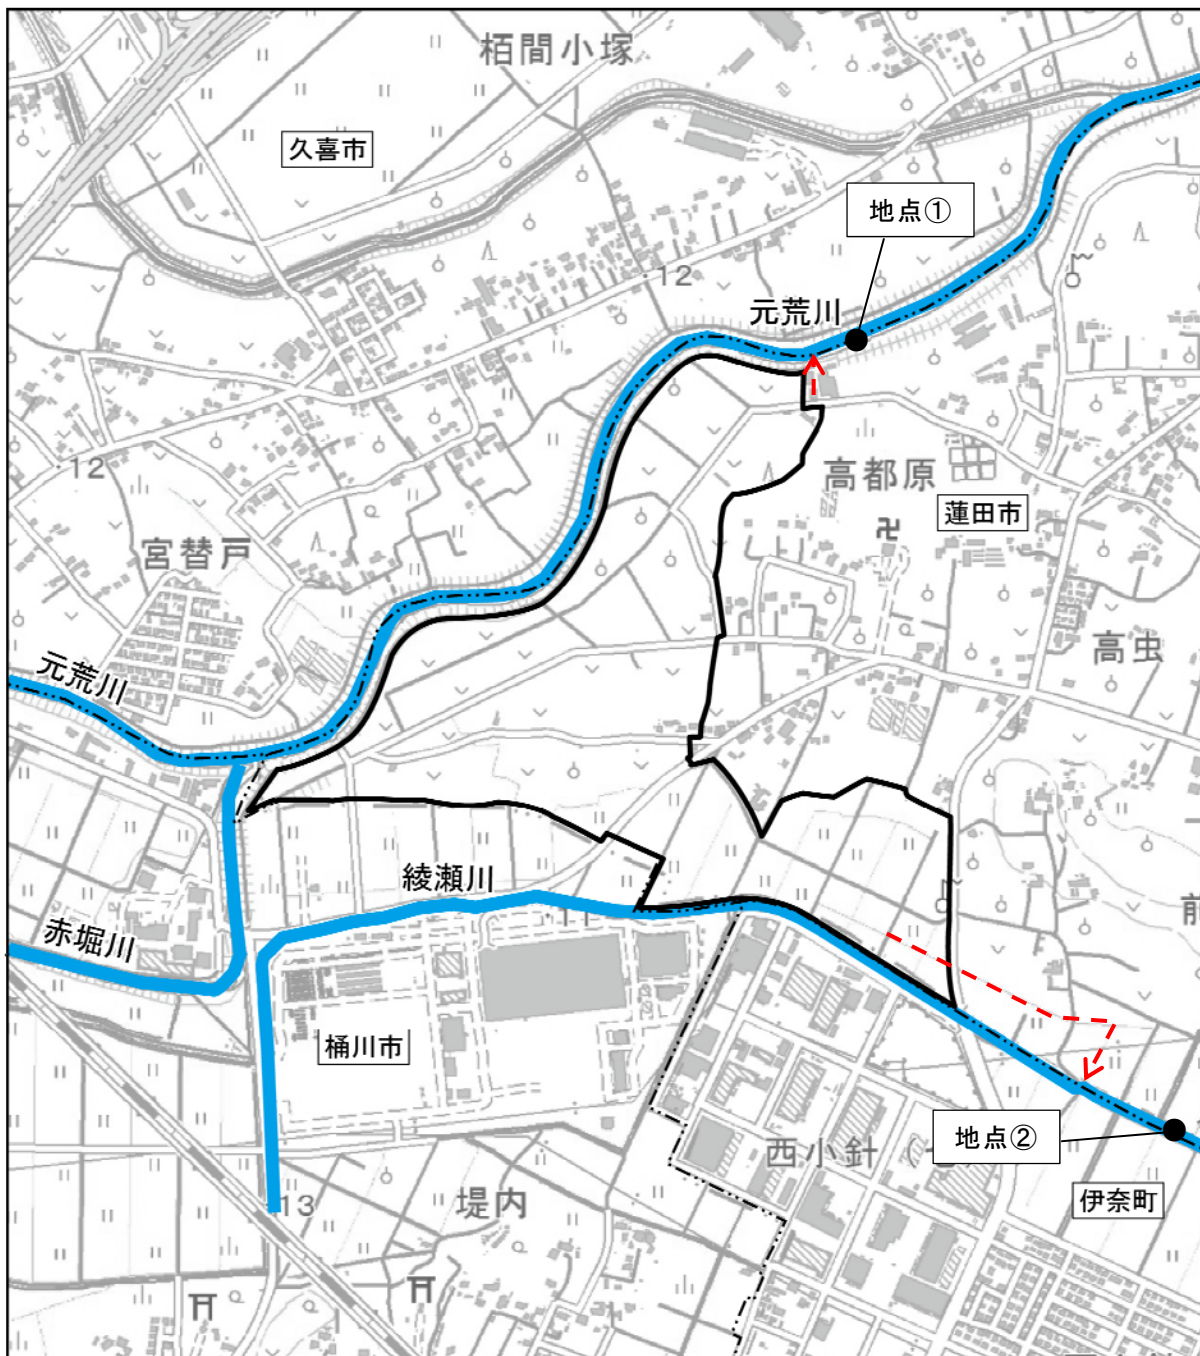 栢間小塚
久喜市
地点①
・12
元荒川
・12
高都原
蓮田市
宮替戸
高虫
元荒川
綾瀬川
前
赤堀川
・11
桶川市
地点②
西小針
伊奈町
堤内
・13